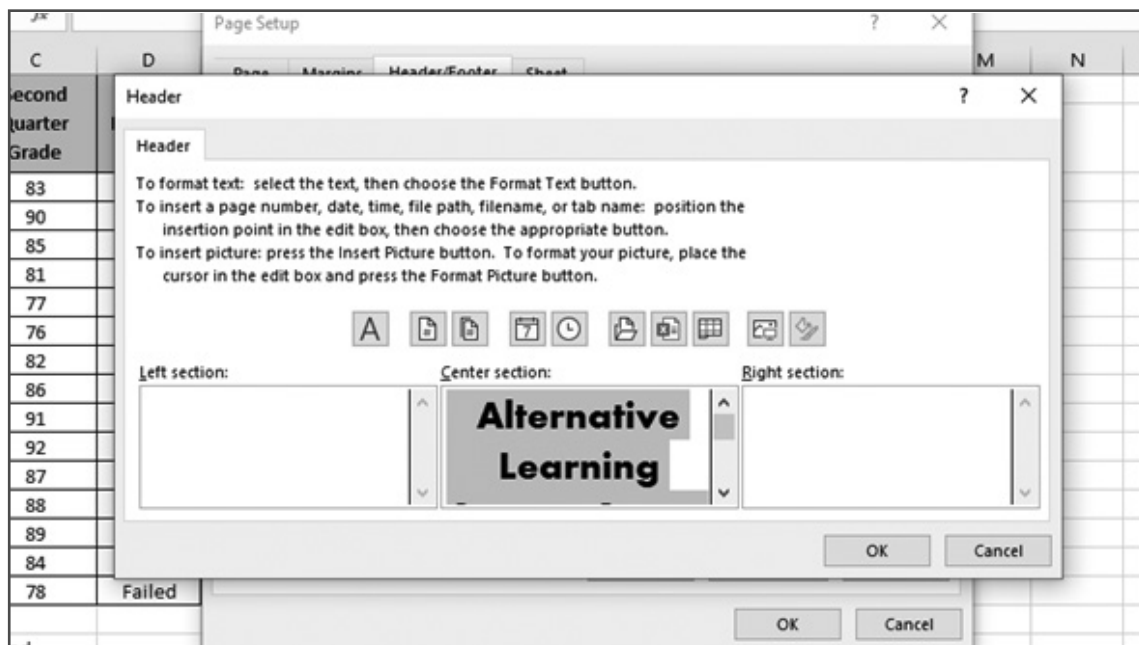 Page Setup
?
C
D
M
N
Page Margins Header/Footer Sheet
Header
?
Header
Quarter
Grade
To format text: select the text, then choose the Format Text button.
To insert a page number, date, time, file path, filename, or tab name: position the
insertion point in the edit box, then choose the appropriate button.
To insert picture: press the Insert Picture button. To format your picture, place the
cursor in the edit box and press the Format Picture button.
A
7
Left section:
Center section:
Right section:
Alternative
Learning
83
90
85
81
77
76
82
86
91
92
87
88
89
84
78
Failed
OK
Cancel
OK
Cancel